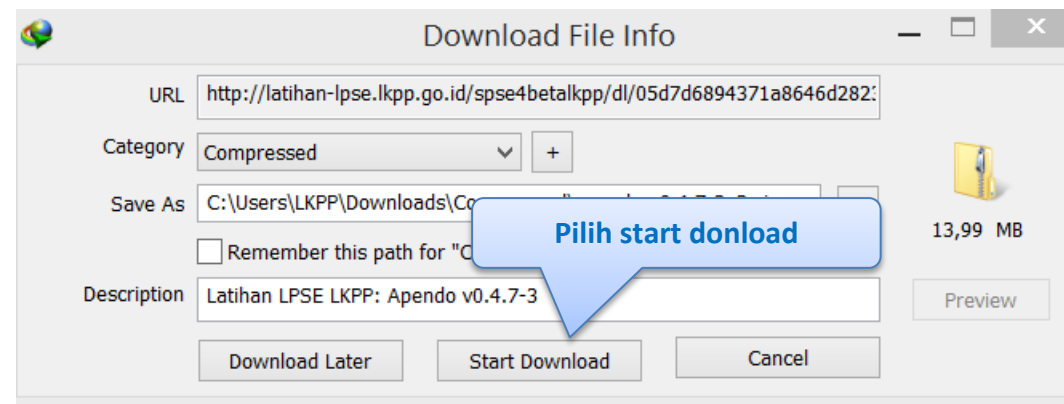 Download File Info
URL http://latihan-lpse.lkpp.go.id/spse4betalkpp/dl/05d7d6894371a8646d282
Category Compressed +
Save As C:\Users\LKPP\Downloads\Co
Pilih start donload
13,99 MB
Remember this path for "C
Description Latihan LPSE LKPP: Apendo v0.4.7-3
Preview
Download Later Start Download Cancel